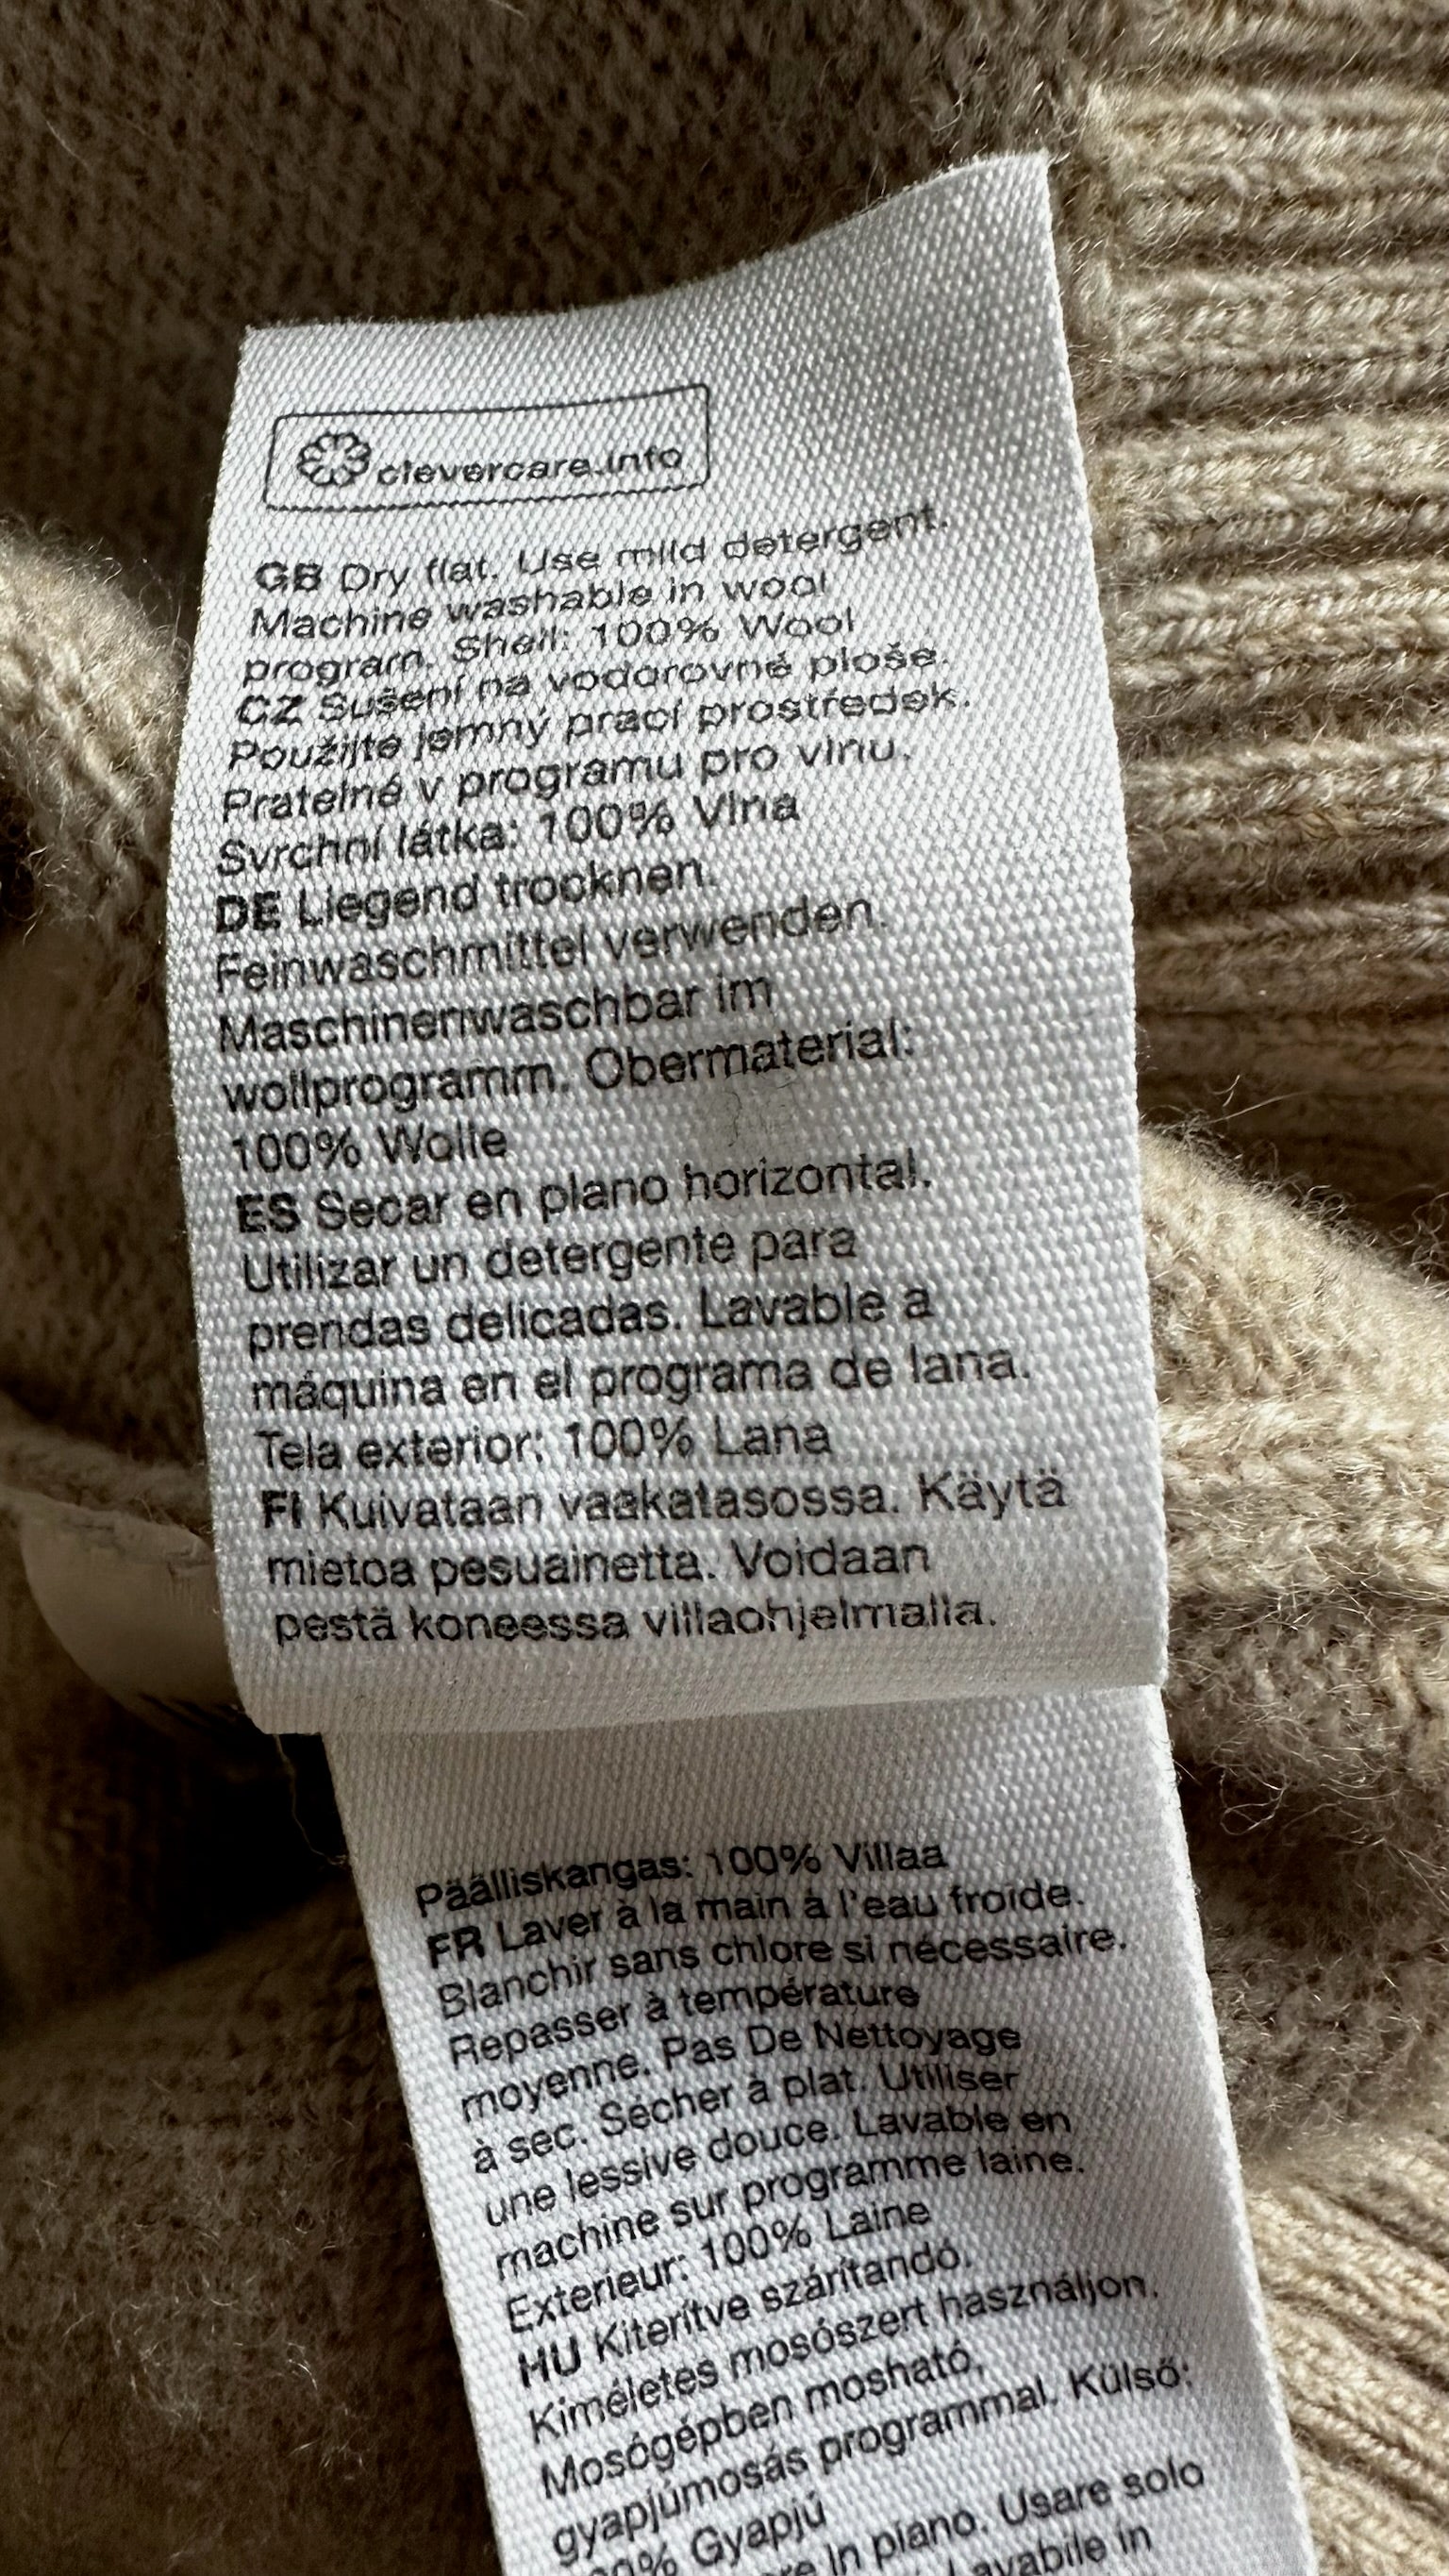 clevercare.info
GB Dry flat. Use mild detergent.
Machine washable in wool
program. Shell: 100% Wool
CZ Sušení na vodorovné ploše.
Použijte jemný prací prostředek.
Pratelné v programu pro vlnu.
Svrchní látka: 100% Vlna
DE Liegend trocknen.
Feinwaschmittel verwenden.
Maschinenwaschbar im
wollprogramm. Obermaterial:
100% Wolle
ES Secar en plano horizontal.
Utilizar un detergente para
prendas delicadas. Lavable a
máquina en el programa de lana.
Tela exterior: 100% Lana
FI Kuivataan vaakatasossa. Käytä
mietoa pesuainetta. Voidaan
pestä koneessa villaohjelmalla.
Päälliskangas: 100% Villaa
FR Laver à la main à l'eau froide.
Blanchir sans chlore si nécessaire.
Repasser à température
moyenne. Pas De Nettoyage
à sec. Sécher à plat. Utiliser
une lessive douce. Lavable en
machine sur programme laine.
Exterieur: 100% Laine
HU Kiterítve szárítandó.
Kíméletes mosószert használjon.
Mosógépben mosható,
gyapjúmosás programmal. Külső:
Gyapjú
in piano. Usare solo
Lavabile in